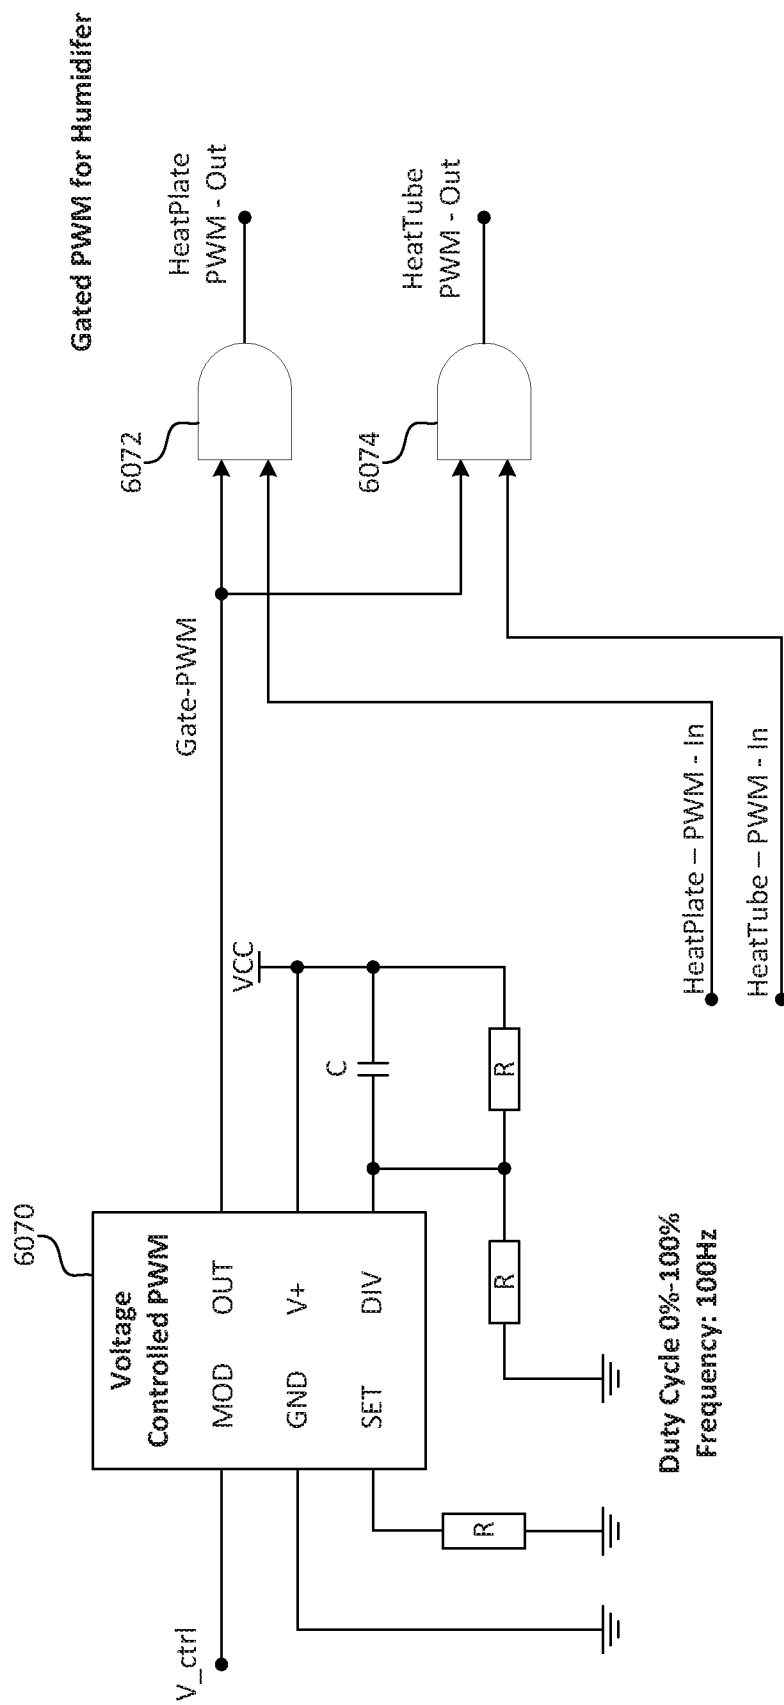 Gated PWM for Humidifer
6070
Voltage
Controlled PWM
MOD OUT
GND V+
SET DIV
V_ctrl
R
R
R
C
VCC
Gate-PWM
6072
HeatPlate
PWM - Out
6074
HeatTube
PWM - Out
HeatPlate – PWM - In
HeatTube – PWM - In
Duty Cycle 0%-100%
Frequency: 100Hz